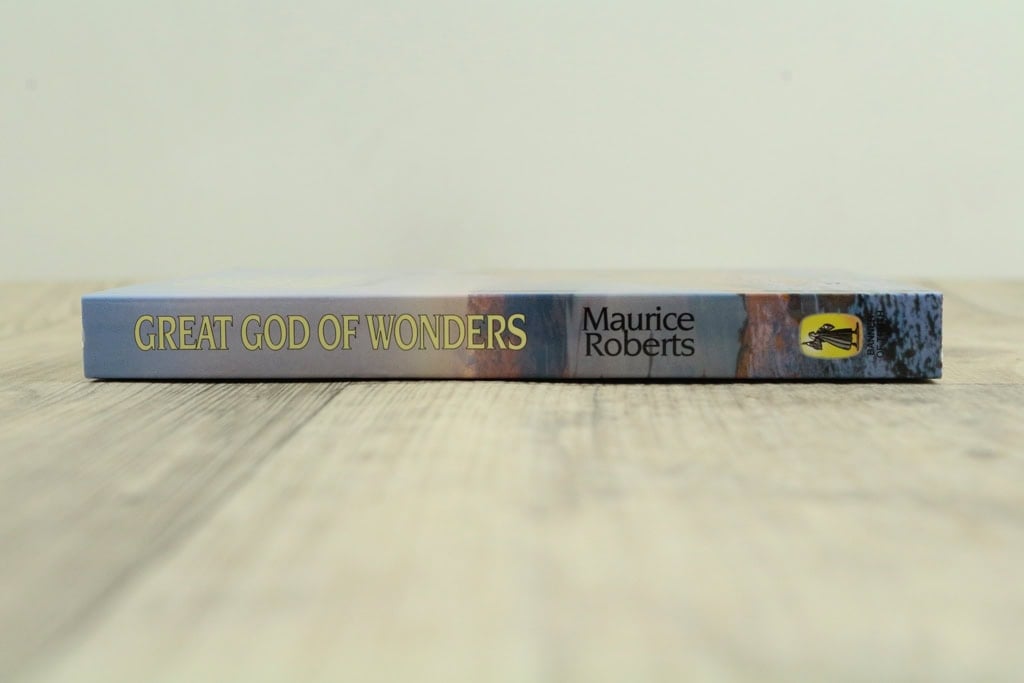 GREAT GOD OF WONDERS
Maurice
Roberts